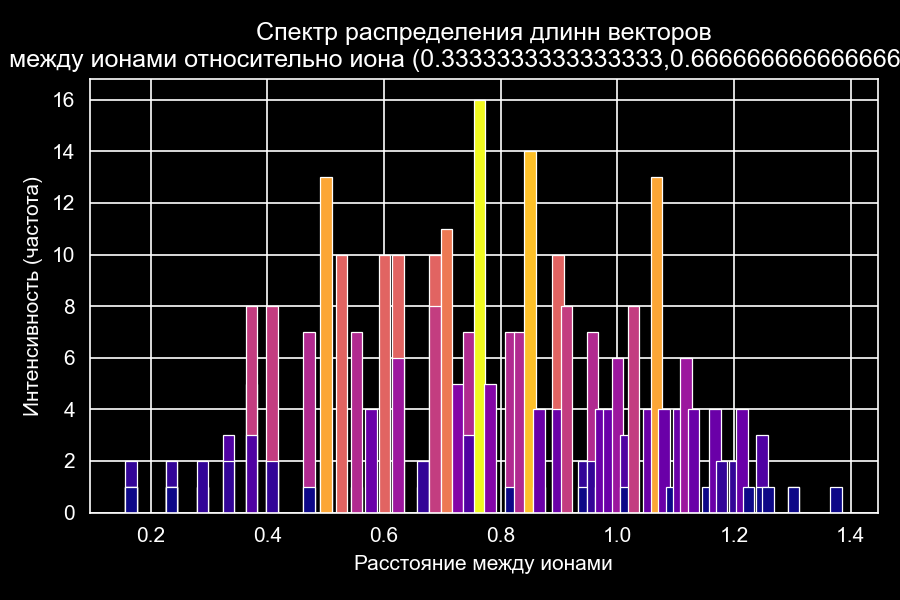 Спектр распределения длинн векторов
между ионами относительно иона (0.3333333333333333,0.6666666666666666
16
14
12
10
8
6
4
2
0
Интенсивность (частота)
0.2 0.4 0.6 0.8 1.0 1.2 1.4
Расстояние между ионами